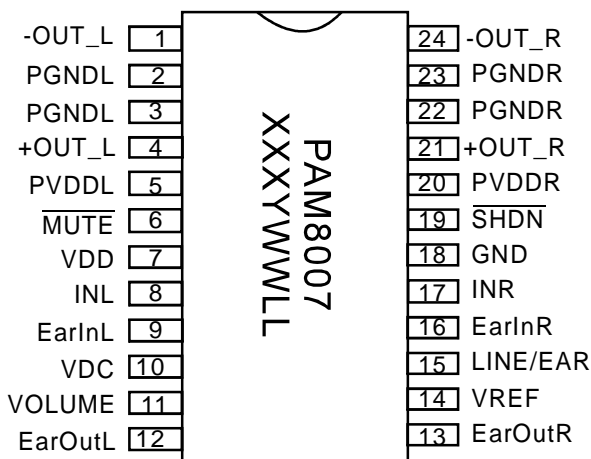 -OUT_L 1 24 -OUT_R
PGNDL 2 23 PGNDR
PGNDL 3 22 PGNDR
+OUT_L 4 21 +OUT_R
PVDDL 5 20 PVDDR
MUTE 6 19 SHDN
VDD 7 18 GND
INL 8 17 INR
EarInL 9 16 EarInR
VDC 10 15 LINE/EAR
VOLUME 11 14 VREF
EarOutL 12 13 EarOutR
PAM8007
XXXYWWLL